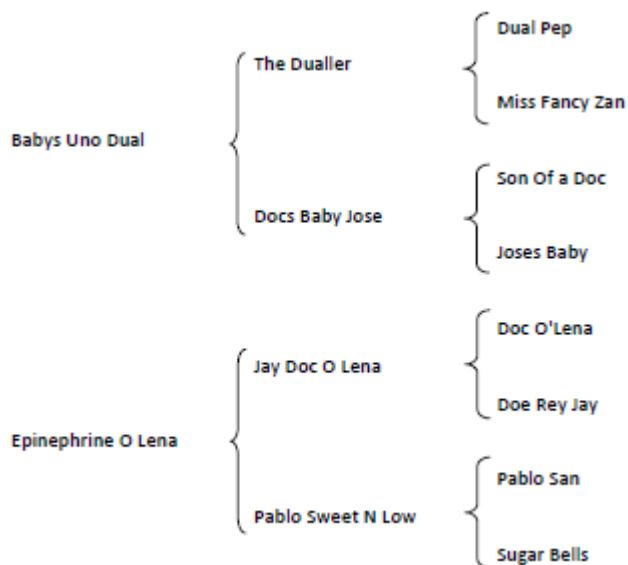 Dual Pep
The Dualler
Miss Fancy Zan
Babys Uno Dual
Son Of a Doc
Docs Baby Jose
Joses Baby
Doc O'Lena
Jay Doc O Lena
Doe Rey Jay
Epinephrine O Lena
Pablo San
Pablo Sweet N Low
Sugar Bells